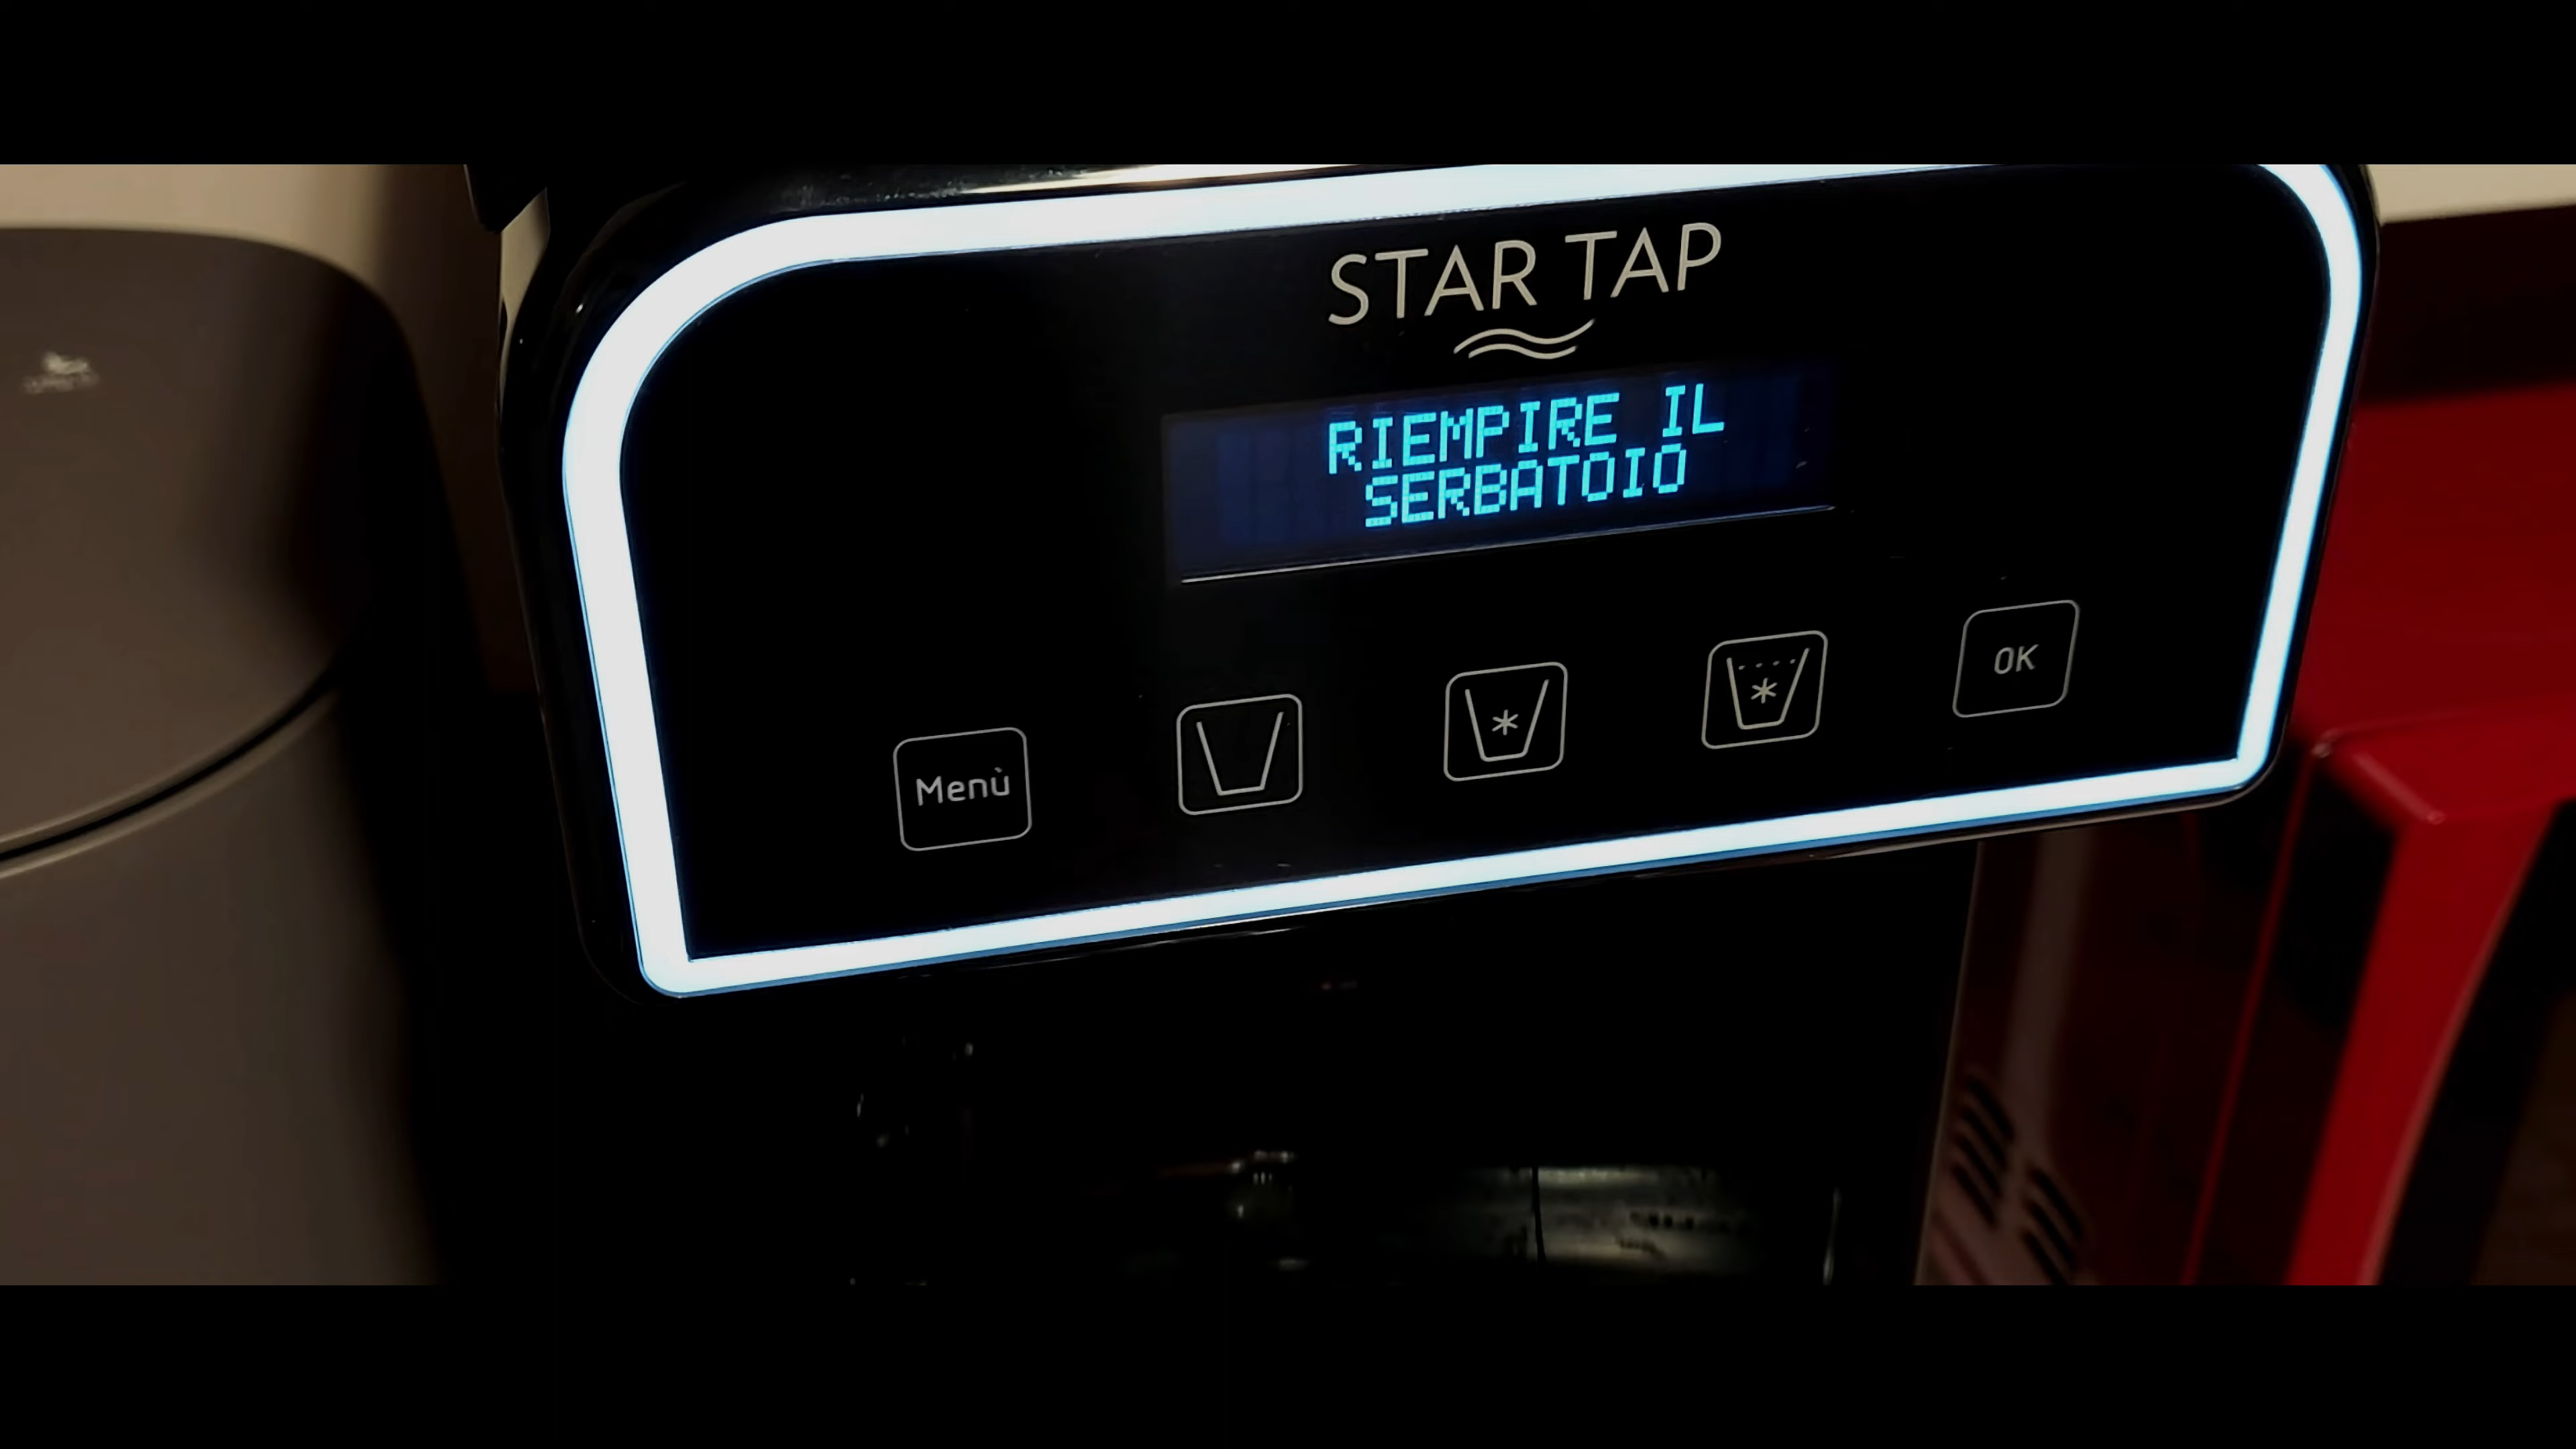 STAR TAP
RIEMPIRE IL
SERBATOIO
Menù
OK